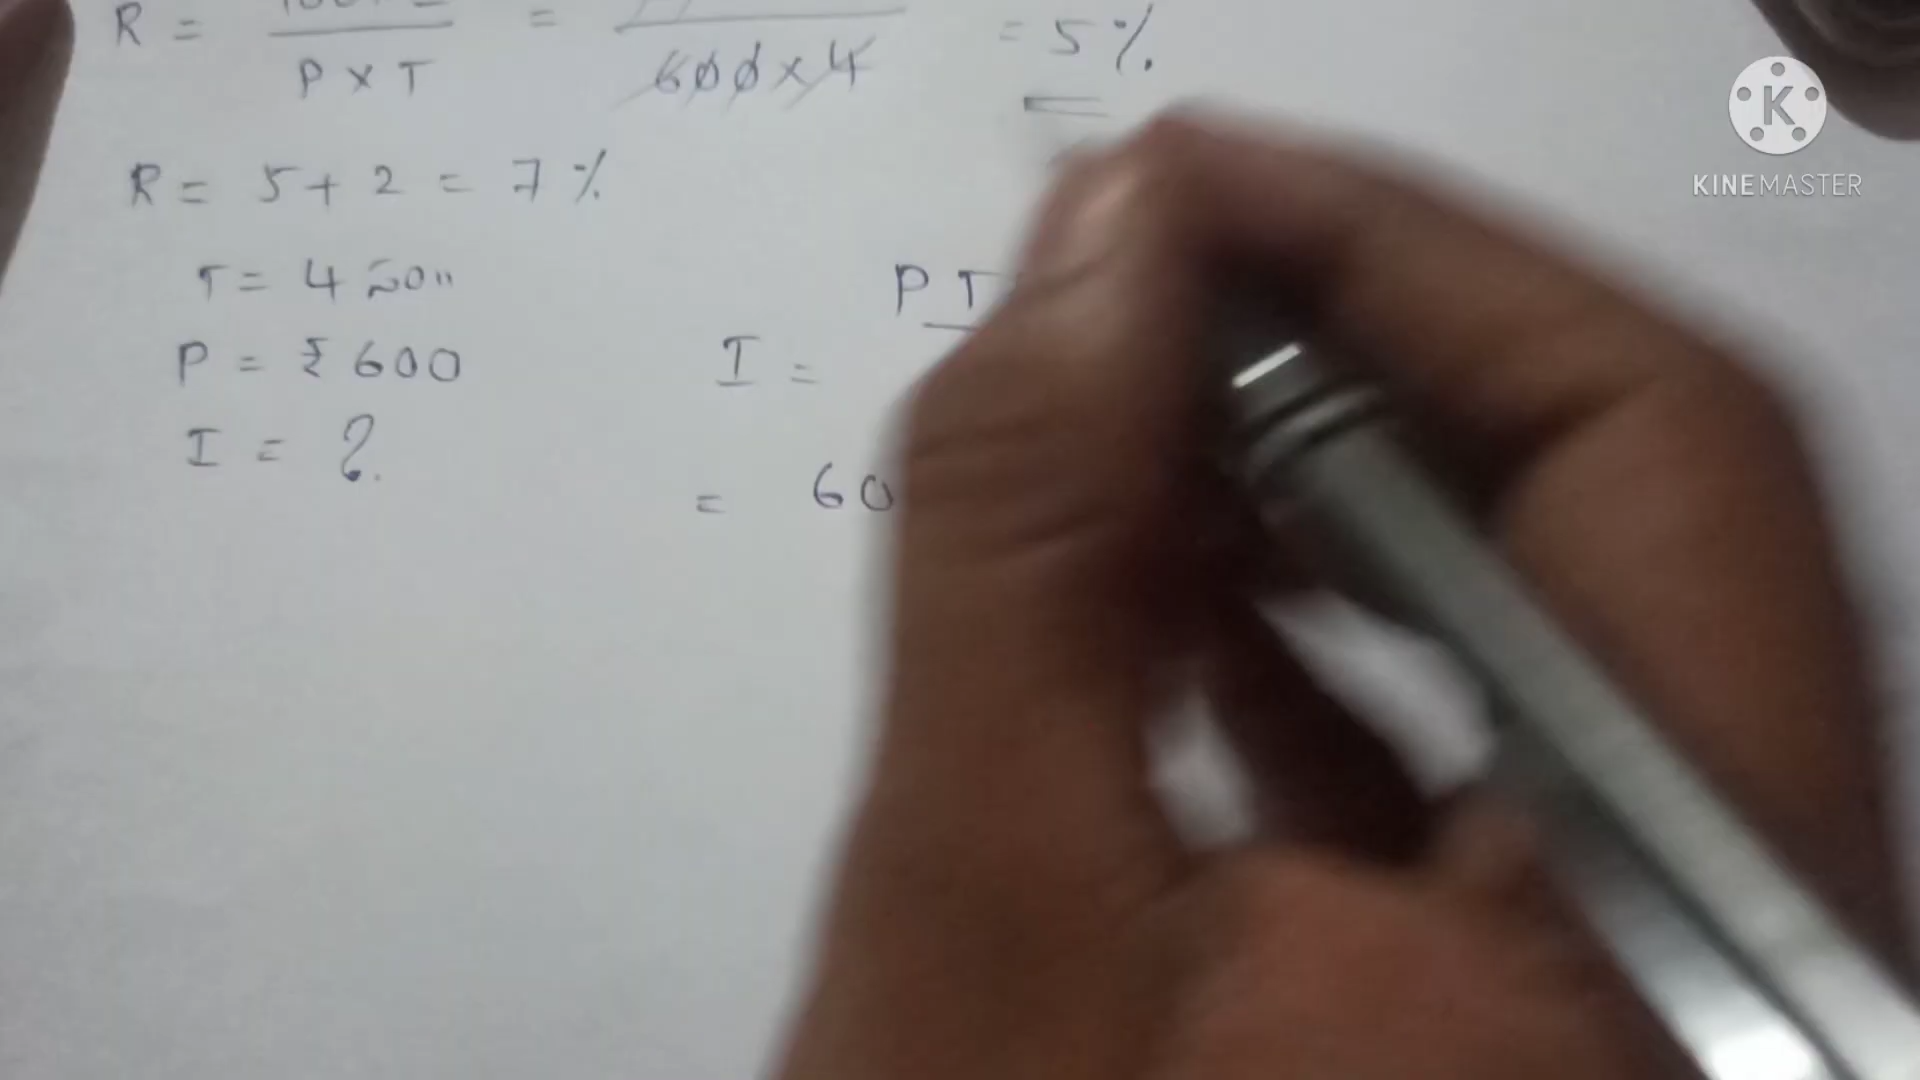 R = = = 5%
P x T 600 x 4
R = 5 + 2 = 7%
T = 4
P = ₹ 600
I = ?
P T
I =
= 60
KINEMASTER